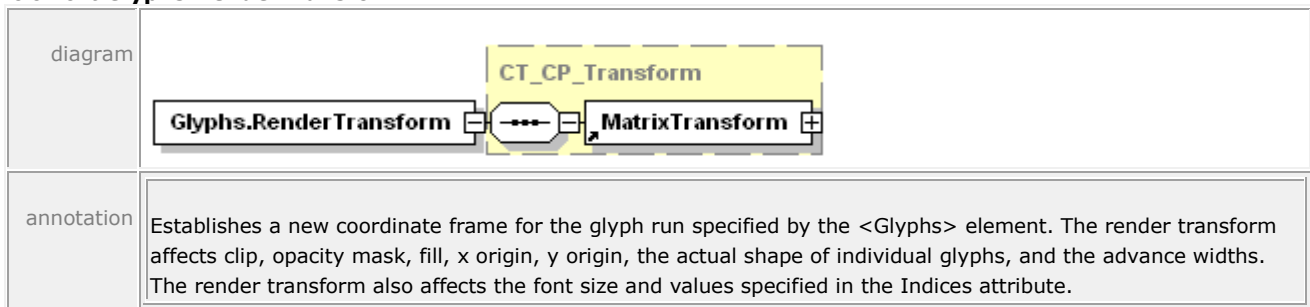 diagram
CT_CP_Transform
Glyphs.RenderTransform
MatrixTransform
annotation
Establishes a new coordinate frame for the glyph run specified by the <Glyphs> element. The render transform
affects clip, opacity mask, fill, x origin, y origin, the actual shape of individual glyphs, and the advance widths.
The render transform also affects the font size and values specified in the Indices attribute.